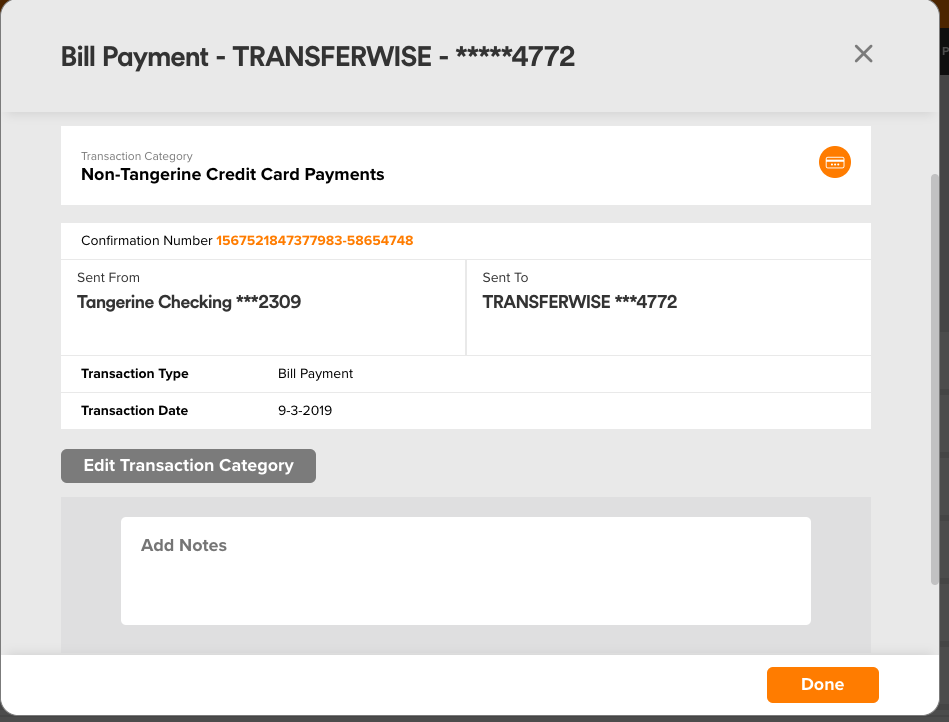 Bill Payment - TRANSFERWISE - *****4772
Transaction Category
Non-Tangerine Credit Card Payments
Confirmation Number 1567521847377983-58654748
Sent From
Tangerine Checking ***2309
Sent To
TRANSFERWISE ***4772
Transaction Type Bill Payment
Transaction Date 9-3-2019
Edit Transaction Category
Add Notes
Done